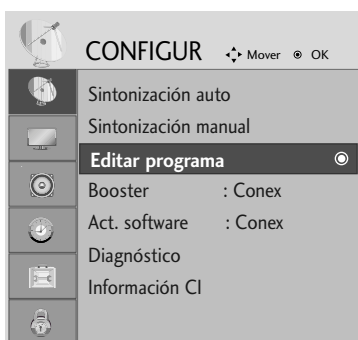 CONFIGUR Mover OK
Sintonización auto
Sintonización manual
Editar programa
Booster : Conex
Act. software : Conex
Diagnóstico
Información CI